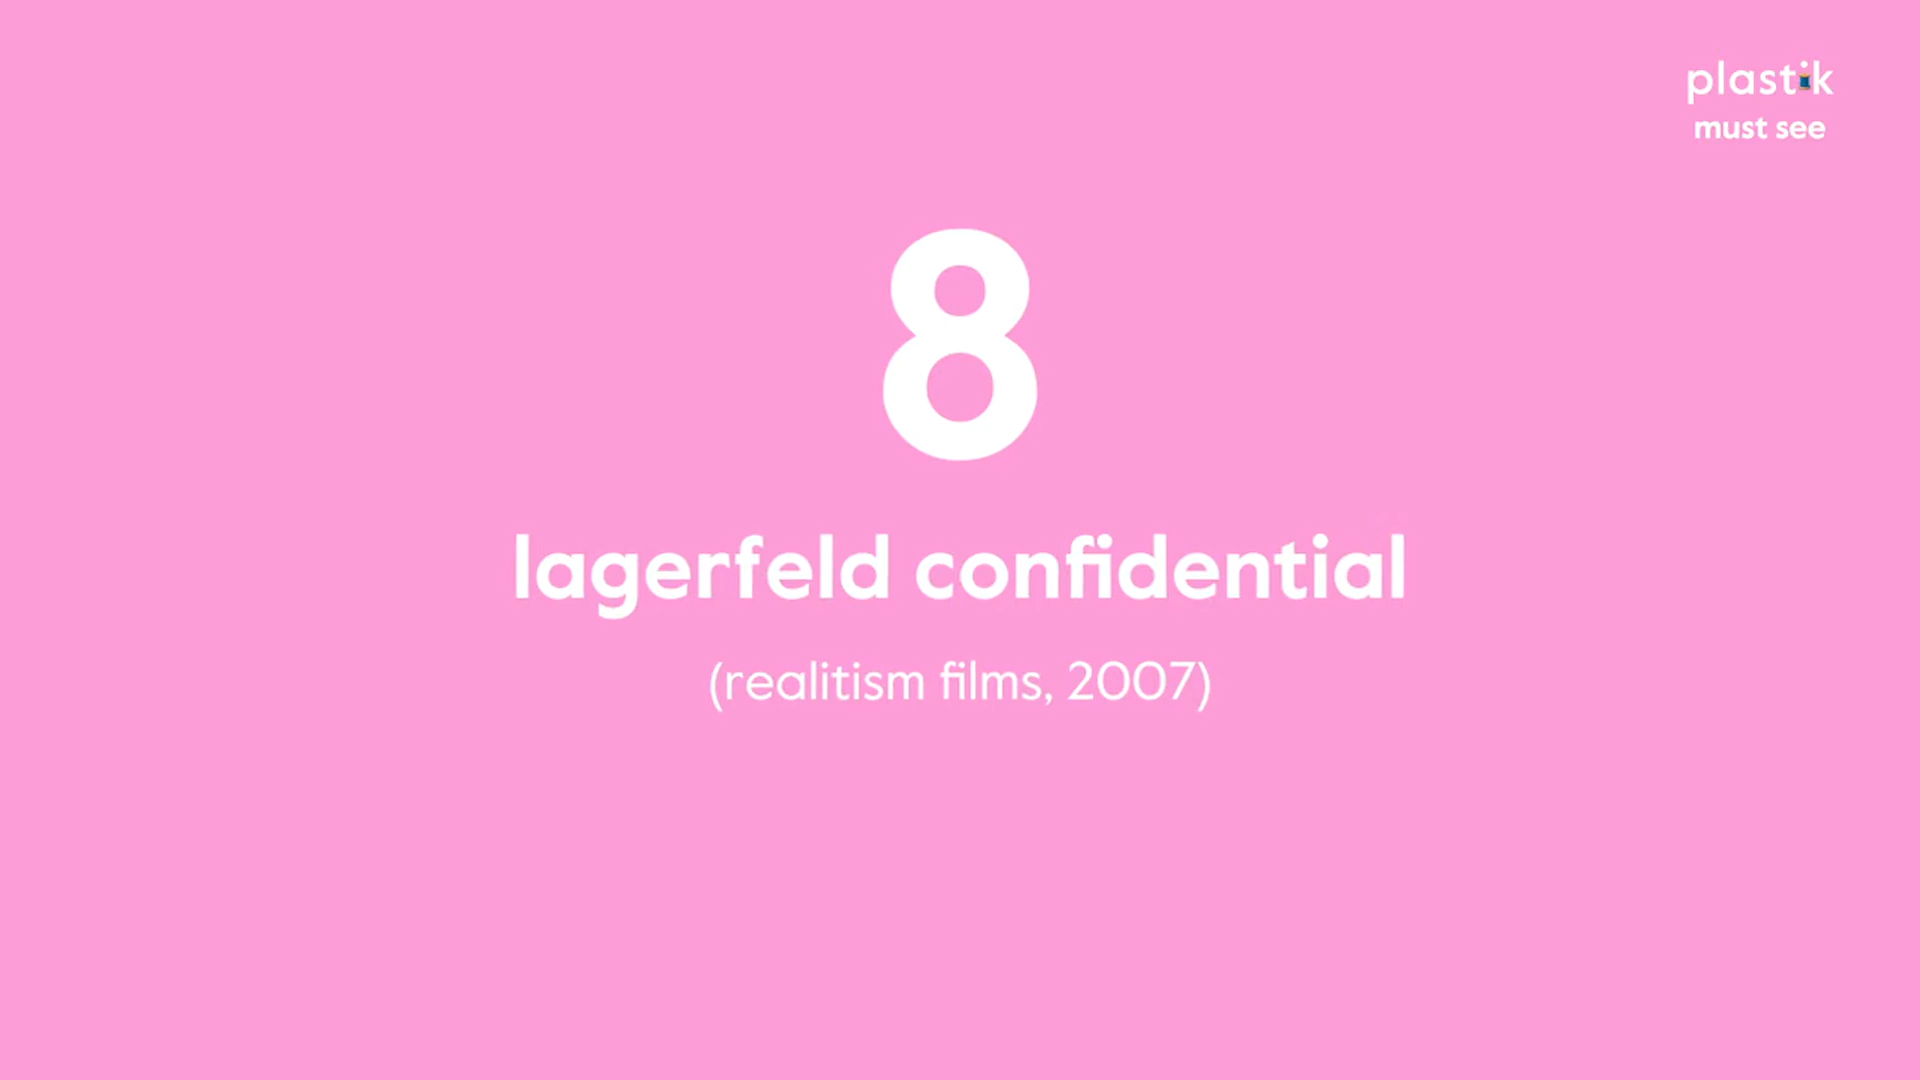 plastik
must see
8
lagerfeld confidential
(realitism films, 2007)